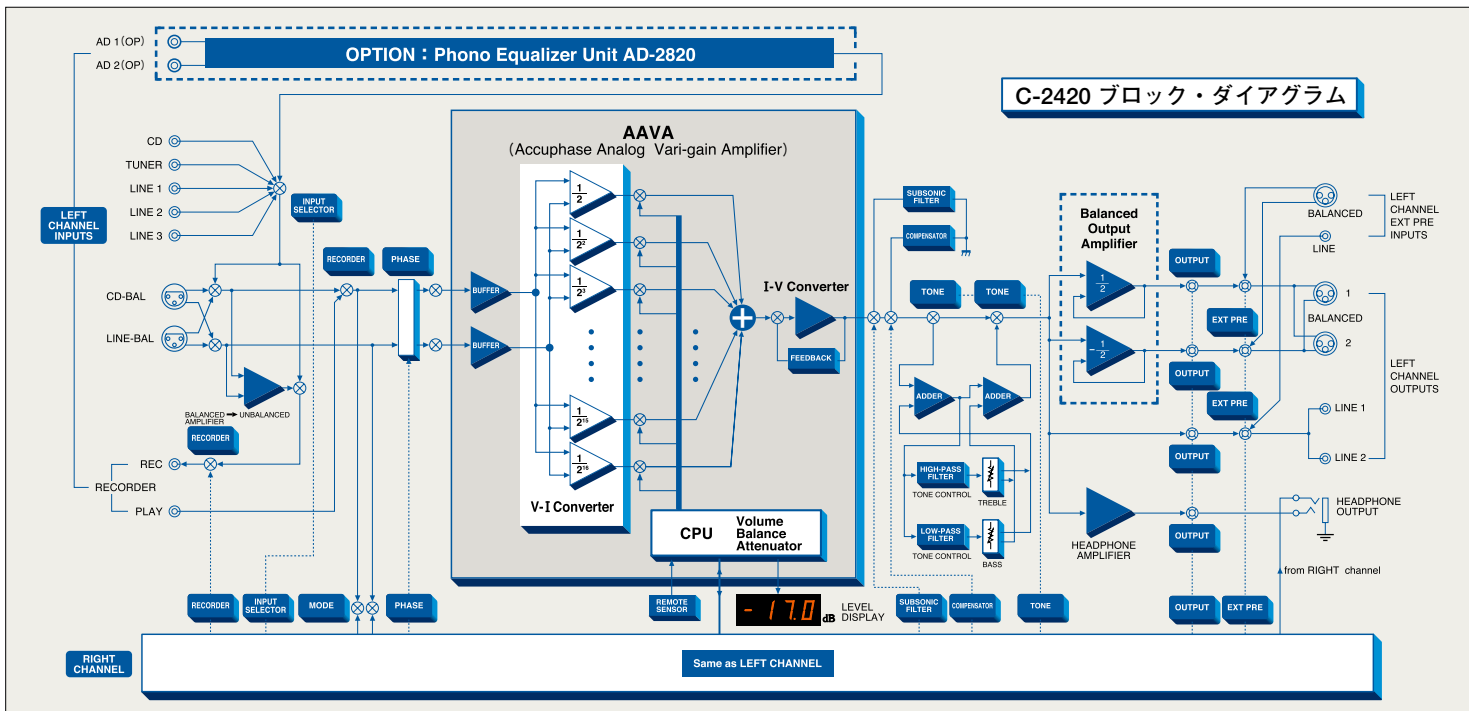 AD 1(OP)
AD 2(OP)
OPTION：Phono Equalizer Unit AD-2820
C-2420 ブロック・ダイアグラム
AAVA
(Accuphase Analog Vari-gain Amplifier)
CD
TUNER
LINE 1
LINE 2
LINE 3
LEFT
CHANNEL
INPUTS
INPUT
SELECTOR
RECORDER
PHASE
CD-BAL
LINE-BAL
BALANCED
AMPLIFIER
UNBALANCED
RECORDER
REC
RECORDER
PLAY
BUFFER
BUFFER
1
2
1
2²
1
2³
1
2¹⁵
1
2¹⁶
V-I Converter
I-V Converter
FEEDBACK
CPU
Volume
Balance
Attenuator
SUBSONIC
FILTER
COMPENSATOR
TONE
TONE
ADDER
ADDER
HIGH-PASS
FILTER
TONE CONTROL
TREBLE
LOW-PASS
FILTER
TONE CONTROL
BASS
Balanced
Output
Amplifier
1
2
-1
2
HEADPHONE
AMPLIFIER
OUTPUT
EXT PRE
OUTPUT
EXT PRE
OUTPUT
OUTPUT
BALANCED
LINE
LEFT
CHANNEL
EXT PRE
INPUTS
1
BALANCED
2
LEFT
CHANNEL
OUTPUTS
LINE 1
LINE 2
HEADPHONE
OUTPUT
from RIGHT channel
RECORDER
INPUT
SELECTOR
MODE
PHASE
REMOTE
SENSOR
-17.0
dB
LEVEL
DISPLAY
SUBSONIC
FILTER
COMPENSATOR
TONE
OUTPUT
EXT PRE
RIGHT
CHANNEL
Same as LEFT CHANNEL